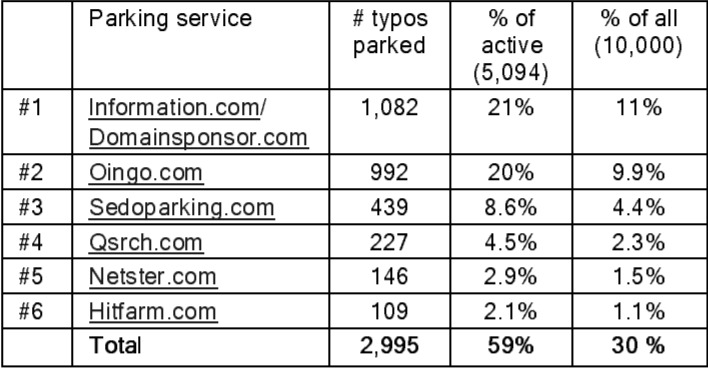 Parking service # typos parked % of active (5,094) % of all (10,000)
#1 Information.com/ Domainsponsor.com 1,082 21% 11%
#2 Oingo.com 992 20% 9.9%
#3 Sedoparking.com 439 8.6% 4.4%
#4 Qsrch.com 227 4.5% 2.3%
#5 Netster.com 146 2.9% 1.5%
#6 Hitfarm.com 109 2.1% 1.1%
Total 2,995 59% 30 %